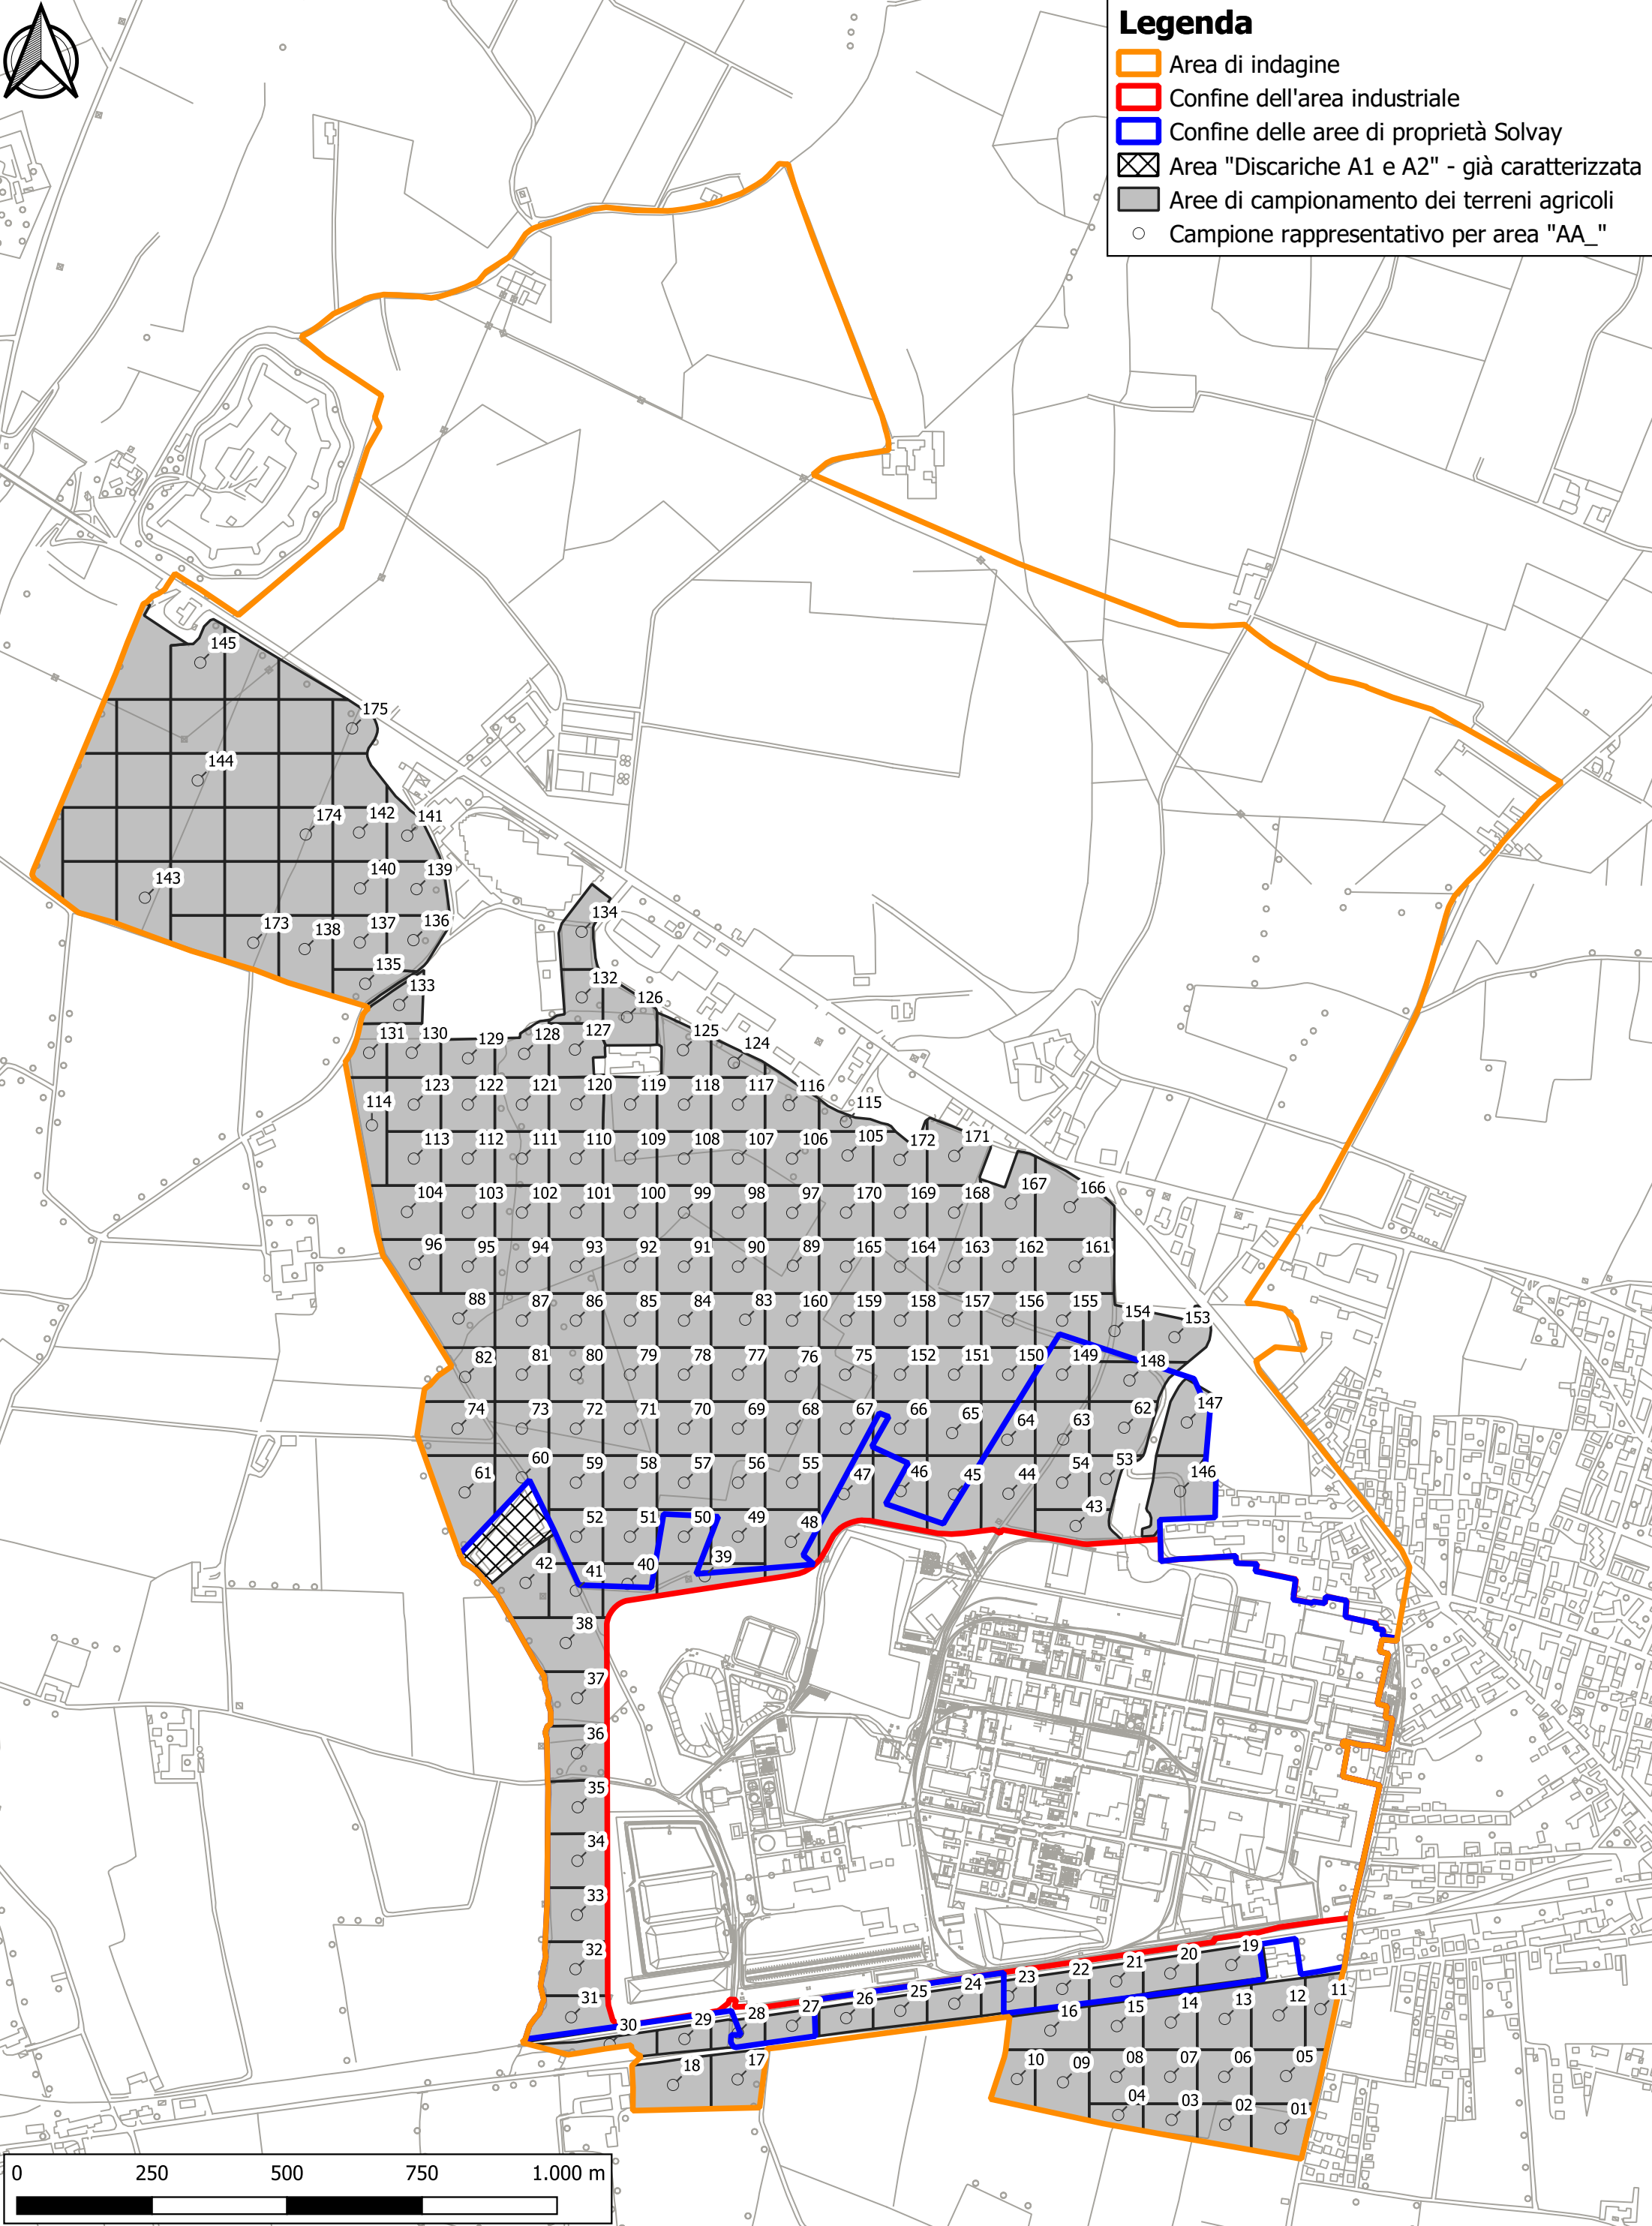 Legenda
Area di indagine
Confine dell'area industriale
Confine delle aree di proprietà Solvay
Area "Discariche A1 e A2" - già caratterizzata
Aree di campionamento dei terreni agricoli
Campione rappresentativo per area "AA_"
145
175
144
174 142 141
140 139
143
173 138 137 136
135
133
134
132
126
131 130 129 128 127 125
124
123 122 121 120 119 118 117 116
114
115
113 112 111 110 109 108 107 106 105 172 171
104 103 102 101 100 99 98 97 170 169 168 167 166
96 95 94 93 92 91 90 89 165 164 163 162 161
88 87 86 85 84 83 160 159 158 157 156 155 154 153
82 81 80 79 78 77 76 75 152 151 150 149 148
74 73 72 71 70 69 68 67 66 65 64 63 62 147
61 60 59 58 57 56 55 47 46 45 44 54 53 146
52 51 50 49 48 43
42 41 40 39
38
37
36
35
34
33
32
31
30 29 28 27 26 25 24 23 22 21 20 19
18 17
16 15 14 13 12 11
10 09 08 07 06 05
04 03 02 01
0 250 500 750 1.000 m